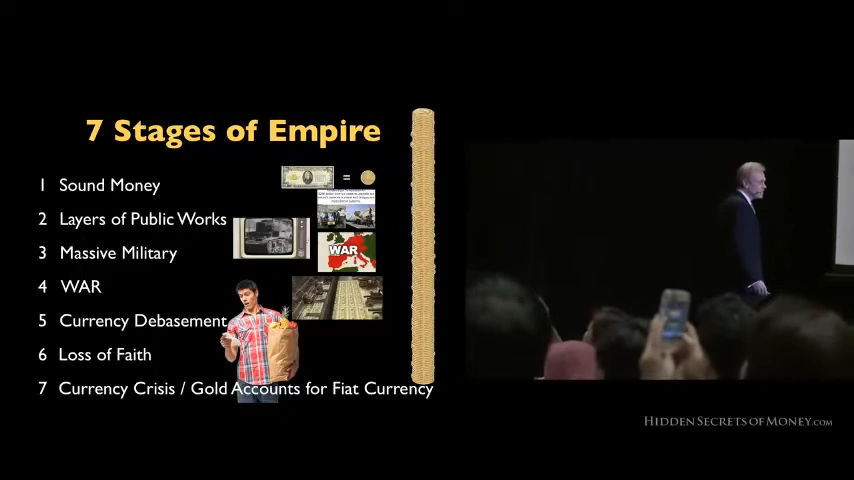 7 Stages of Empire
1 Sound Money
=
2 Layers of Public Works
3 Massive Military
WAR
4 WAR
5 Currency Debasement
6 Loss of Faith
7 Currency Crisis / Gold Accounts for Fiat Currency
HIDDEN SECRETS OF MONEY.COM